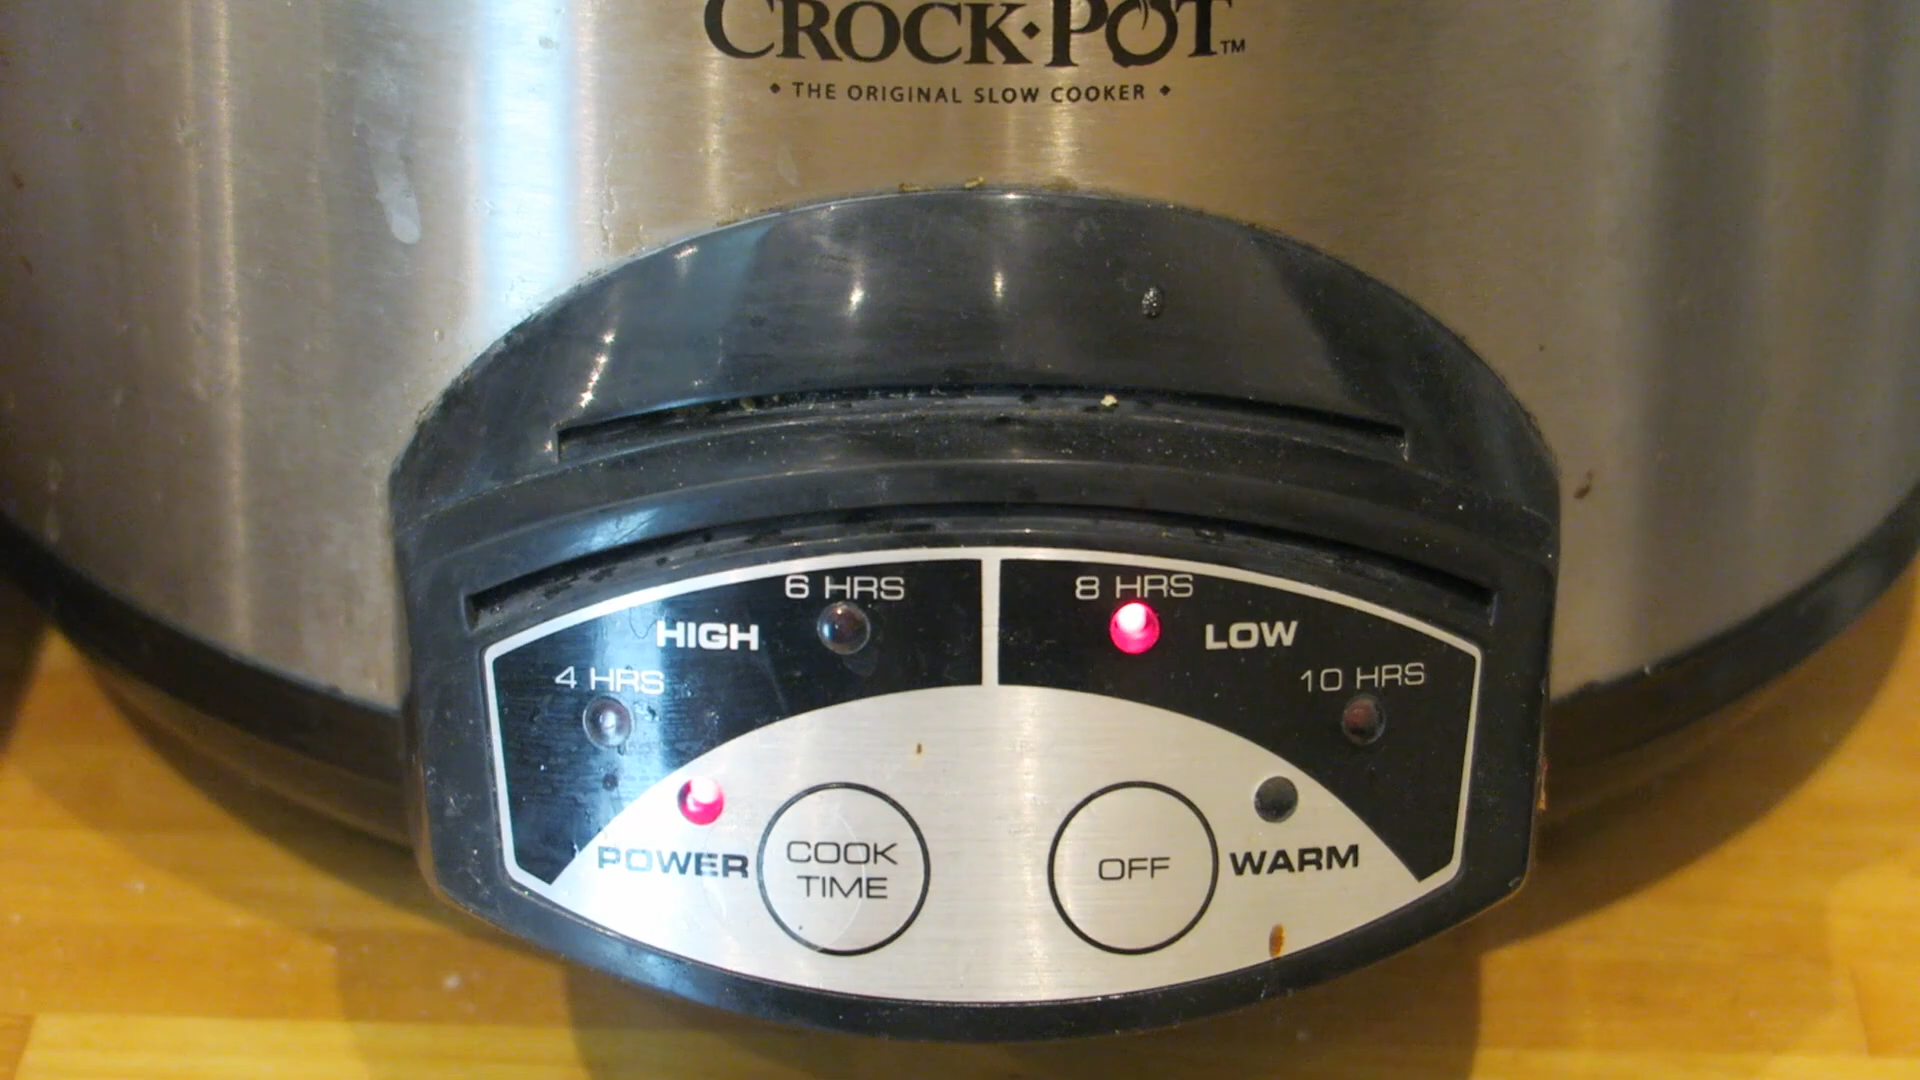 CROCK·POT™
• THE ORIGINAL SLOW COOKER •
6 HRS
8 HRS
HIGH
LOW
4 HRS
10 HRS
POWER
COOK
TIME
OFF
WARM